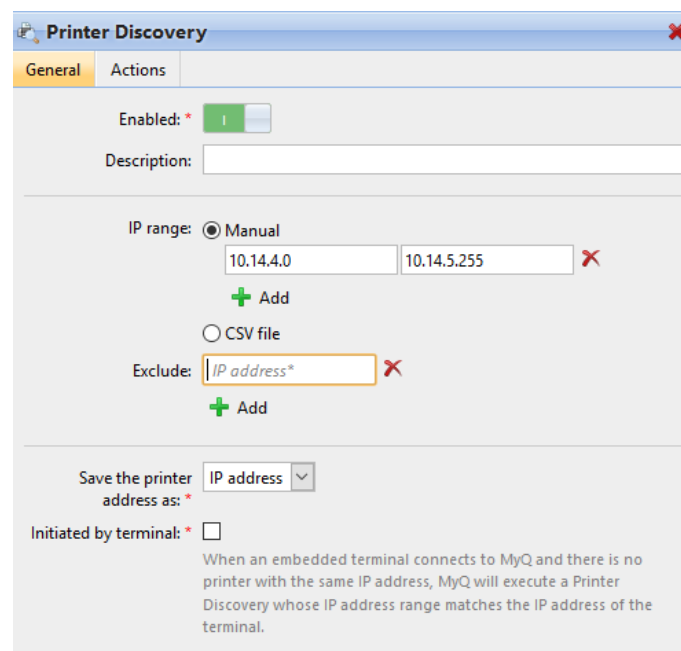 Printer Discovery
General Actions
Enabled: *
Description:
IP range: Manual
10.14.4.0 10.14.5.255
Add
CSV file
Exclude: IP address*
Add
Save the printer IP address
address as: *
Initiated by terminal: *
When an embedded terminal connects to MyQ and there is no
printer with the same IP address, MyQ will execute a Printer
Discovery whose IP address range matches the IP address of the
terminal.